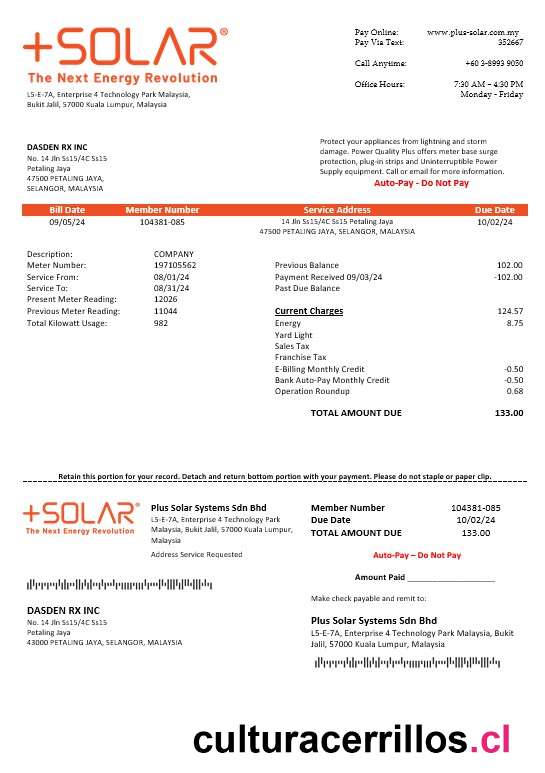 +SOLAR®
The Next Energy Revolution
L5-E-7A, Enterprise 4 Technology Park Malaysia,
Bukit Jalil, 57000 Kuala Lumpur, Malaysia
Pay Online: www.plus-solar.com.my
Pay Via Text: 352667
Call Anytime: +60 3-8993 9050
Office Hours: 7:30 AM – 4:30 PM
Monday - Friday
DASDEN RX INC
No. 14 Jln Ss15/4C Ss15
Petaling Jaya
47500 PETALING JAYA,
SELANGOR, MALAYSIA
Protect your appliances from lightning and storm
damage. Power Quality Plus offers meter base surge
protection, plug-in strips and Uninterruptible Power
Supply equipment. Call or email for more information.
Auto-Pay - Do Not Pay
Bill Date Member Number Service Address Due Date
09/05/24 104381-085 14 Jln Ss15/4C Ss15 Petaling Jaya 10/02/24
47500 PETALING JAYA, SELANGOR, MALAYSIA
Description: COMPANY
Meter Number: 197105562
Service From: 08/01/24
Service To: 08/31/24
Present Meter Reading: 12026
Previous Meter Reading: 11044
Total Kilowatt Usage: 982
Previous Balance 102.00
Payment Received 09/03/24 -102.00
Past Due Balance
Current Charges 124.57
Energy 8.75
Yard Light
Sales Tax
Franchise Tax
E-Billing Monthly Credit -0.50
Bank Auto-Pay Monthly Credit -0.50
Operation Roundup 0.68
TOTAL AMOUNT DUE 133.00
Retain this portion for your record. Detach and return bottom portion with your payment. Please do not staple or paper clip.
+SOLAR®
The Next Energy Revolution
Plus Solar Systems Sdn Bhd
L5-E-7A, Enterprise 4 Technology Park
Malaysia, Bukit Jalil, 57000 Kuala Lumpur,
Malaysia
Address Service Requested
Member Number 104381-085
Due Date 10/02/24
TOTAL AMOUNT DUE 133.00
Auto-Pay – Do Not Pay
Amount Paid ____________________
Make check payable and remit to:
DASDEN RX INC
No. 14 Jln Ss15/4C Ss15
Petaling Jaya
43000 PETALING JAYA, SELANGOR, MALAYSIA
Plus Solar Systems Sdn Bhd
L5-E-7A, Enterprise 4 Technology Park Malaysia, Bukit
Jalil, 57000 Kuala Lumpur, Malaysia
culturacerrillos.cl